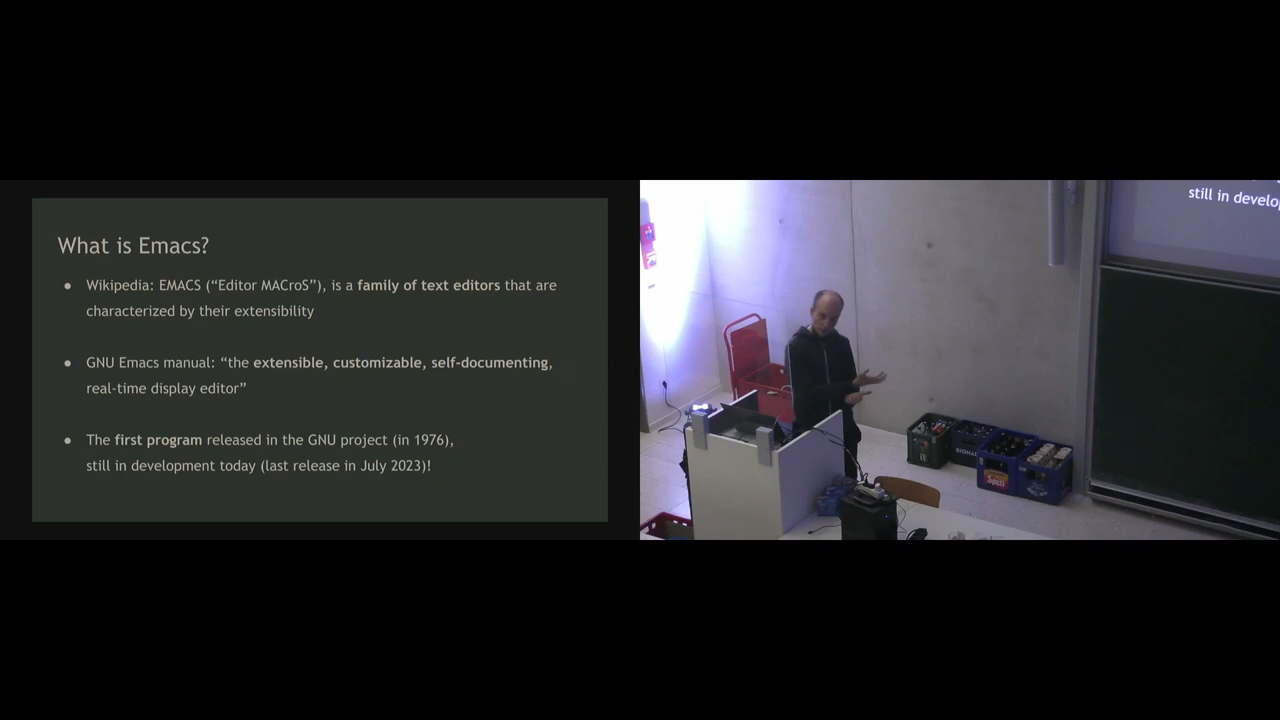 What is Emacs?
● Wikipedia: EMACS (“Editor MACroS”), is a family of text editors that are
characterized by their extensibility
● GNU Emacs manual: “the extensible, customizable, self-documenting,
real-time display editor”
● The first program released in the GNU project (in 1976),
still in development today (last release in July 2023)!
still in develop
Spezi